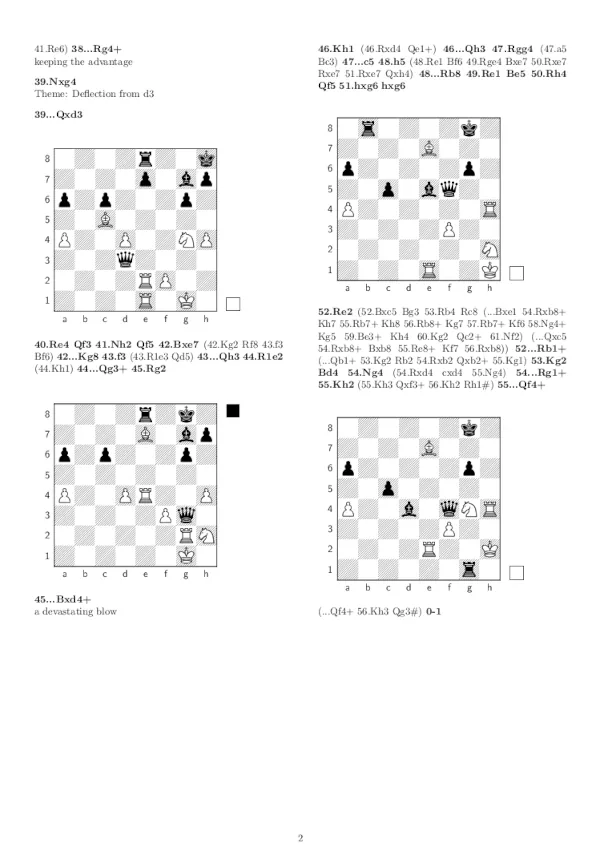 41.Re6) 38...Rg4+
keeping the advantage
39.Nxg4
Theme: Deflection from d3
39...Qxd3
8
7
6
5
4
3
2
1
a b c d e f g h
40.Re4 Qf3 41.Nh2 Qf5 42.Bxe7 (42.Kg2 Rf8 43.f3
Bf6) 42...Kg8 43.f3 (43.R1e3 Qd5) 43...Qh3 44.R1e2
(44.Kh1) 44...Qg3+ 45.Rg2
8
7
6
5
4
3
2
1
a b c d e f g h
45...Bxd4+
a devastating blow
46.Kh1 (46.Rxd4 Qe1+) 46...Qh3 47.Rgg4 (47.a5
Bc3) 47...c5 48.h5 (48.Re1 Bf6 49.Rge4 Bxe7 50.Rxe7
Rxe7 51.Rxe7 Qxh4) 48...Rb8 49.Re1 Be5 50.Rh4
Qf5 51.hxg6 hxg6
8
7
6
5
4
3
2
1
a b c d e f g h
52.Re2 (52.Bxc5 Bg3 53.Rb4 Rc8 (...Bxe1 54.Rxb8+
Kh7 55.Rb7+ Kh8 56.Rb8+ Kg7 57.Rb7+ Kf6 58.Ng4+
Kg5 59.Be3+ Kh4 60.Kg2 Qc2+ 61.Nf2) (...Qxc5
54.Rxb8+ Bxb8 55.Re8+ Kf7 56.Rxb8)) 52...Rb1+
(...Qb1+ 53.Kg2 Rb2 54.Rxb2 Qxb2+ 55.Kg1) 53.Kg2
Bd4 54.Ng4 (54.Rxd4 cxd4 55.Ng4) 54...Rg1+
55.Kh2 (55.Kh3 Qxf3+ 56.Kh2 Rh1#) 55...Qf4+
8
7
6
5
4
3
2
1
a b c d e f g h
(...Qf4+ 56.Kh3 Qg3#) 0-1
2